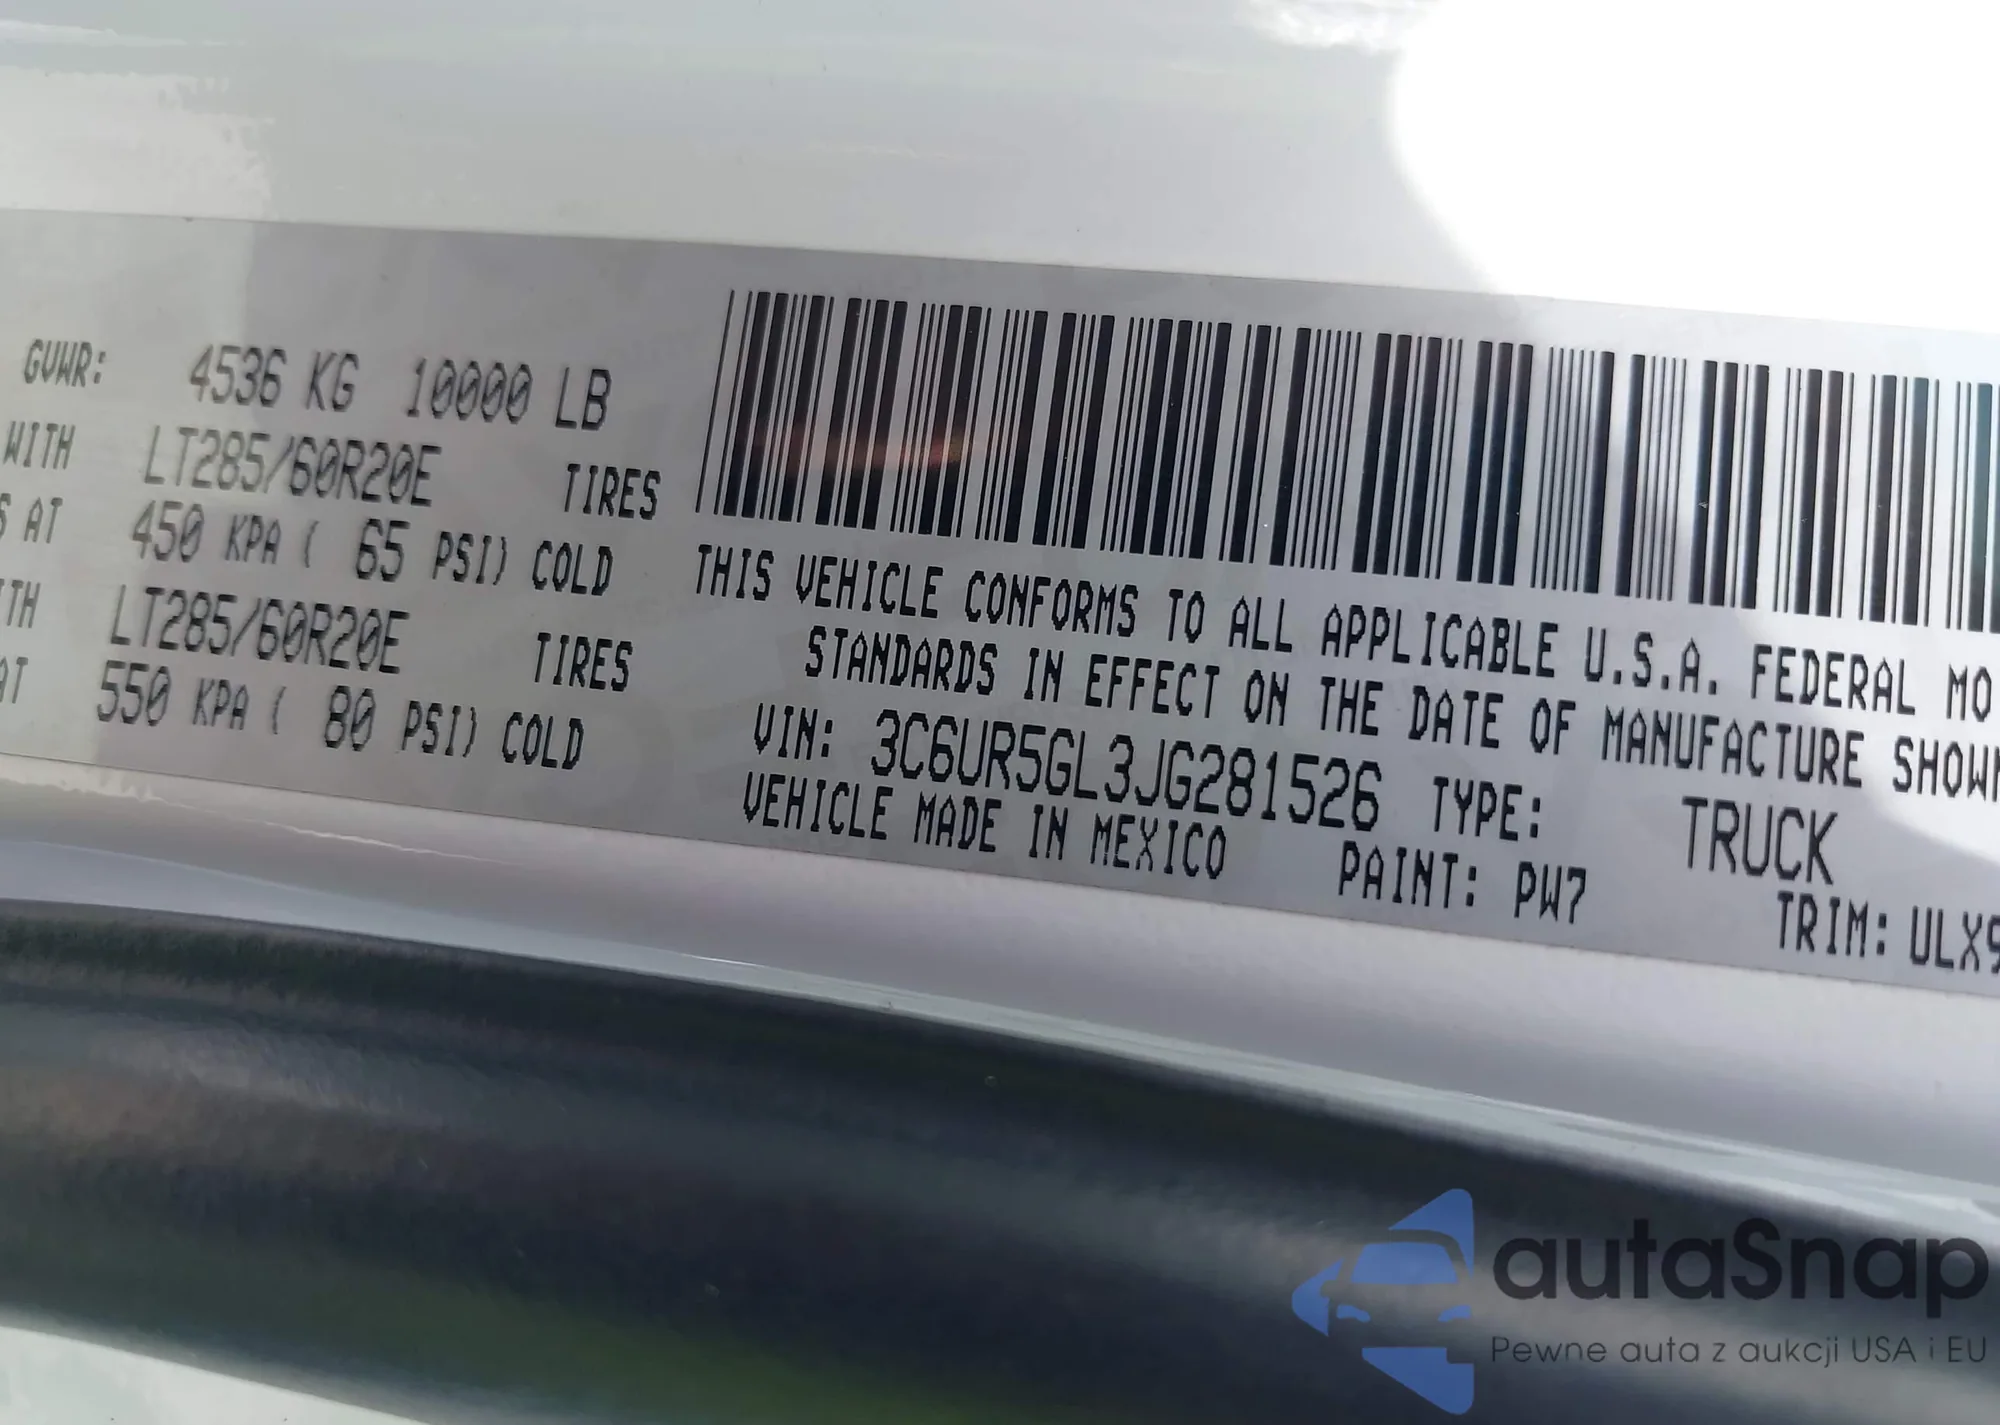 GVWR: 4536 KG 10000 LB
WITH LT285/60R20E TIRES
S AT 450 KPA ( 65 PSI) COLD
ITH LT285/60R20E TIRES
AT 550 KPA ( 80 PSI) COLD
THIS VEHICLE CONFORMS TO ALL APPLICABLE U.S.A. FEDERAL MO
STANDARDS IN EFFECT ON THE DATE OF MANUFACTURE SHOWN
VIN: 3C6UR5GL3JG281526 TYPE: TRUCK
VEHICLE MADE IN MEXICO PAINT: PW7 TRIM: ULX9
autaSnap
Pewne auta z aukcji USA i EU